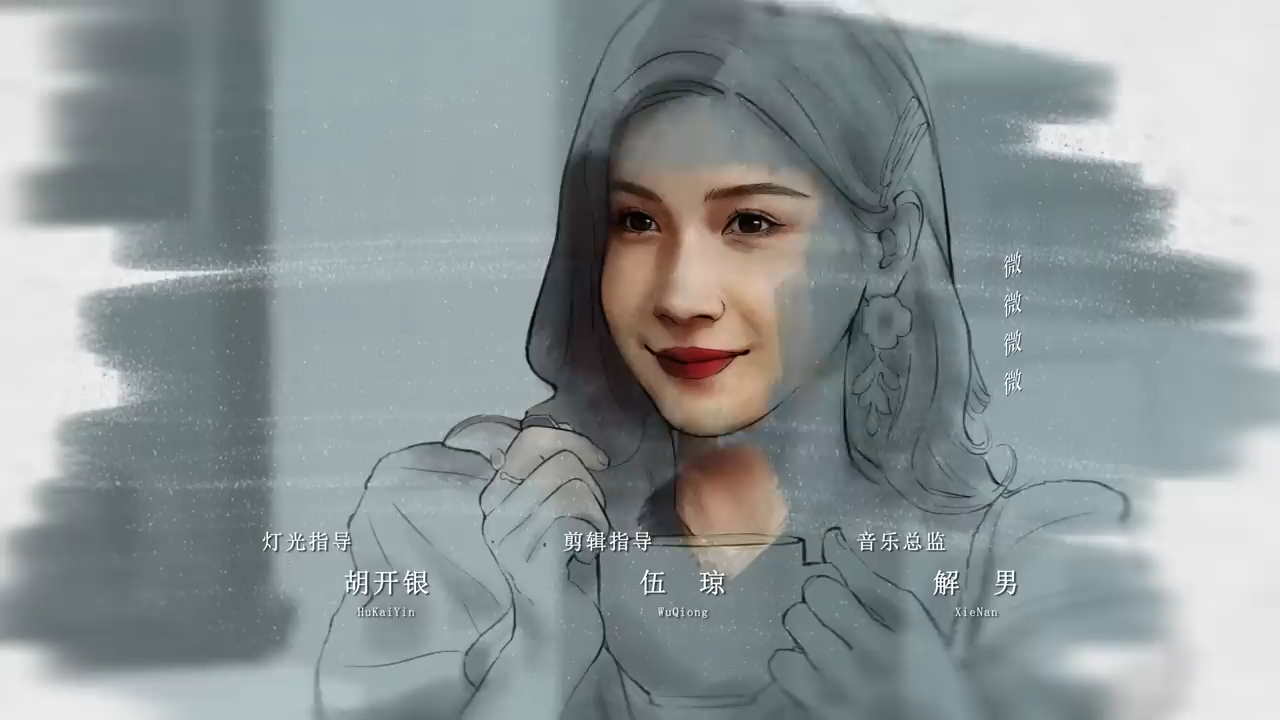 微
微
微
微
灯光指导
胡开银
HuKaiYin
剪辑指导
伍 琼
WuQiong
音乐总监
解 男
XieNan